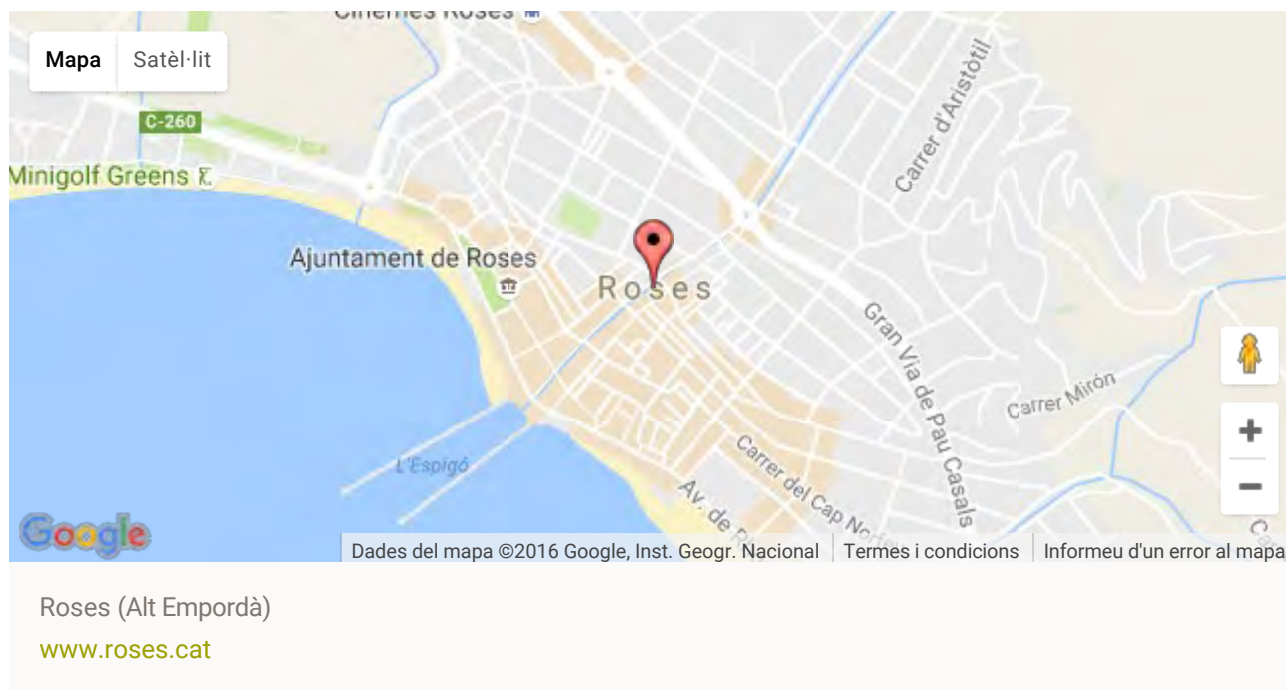 Cinemes Roses
Mapa
Satèl·lit
C-260
Minigolf Greens
Carrer d'Aristòtil
Ajuntament de Roses
Roses
Gran Via de Pau Casals
Carrer Mirón
L'Espigó
Carrer del Cap Norfeu
Av. de
Google
Dades del mapa ©2016 Google, Inst. Geogr. Nacional
Termes i condicions
Informeu d'un error al mapa
Roses (Alt Empordà)
www.roses.cat